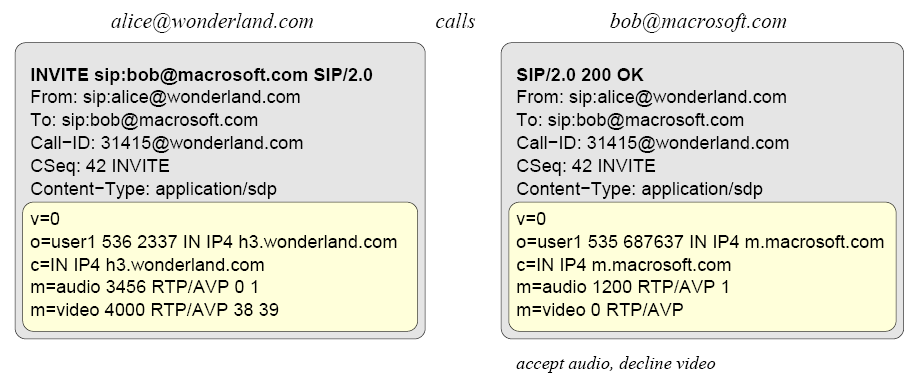 alice@wonderland.com calls bob@macrosoft.com
INVITE sip:bob@macrosoft.com SIP/2.0
From: sip:alice@wonderland.com
To: sip:bob@macrosoft.com
Call−ID: 31415@wonderland.com
CSeq: 42 INVITE
Content−Type: application/sdp
v=0
o=user1 536 2337 IN IP4 h3.wonderland.com
c=IN IP4 h3.wonderland.com
m=audio 3456 RTP/AVP 0 1
m=video 4000 RTP/AVP 38 39
SIP/2.0 200 OK
From: sip:alice@wonderland.com
To: sip:bob@macrosoft.com
Call−ID: 31415@wonderland.com
CSeq: 42 INVITE
Content−Type: application/sdp
v=0
o=user1 535 687637 IN IP4 m.macrosoft.com
c=IN IP4 m.macrosoft.com
m=audio 1200 RTP/AVP 1
m=video 0 RTP/AVP
accept audio, decline video